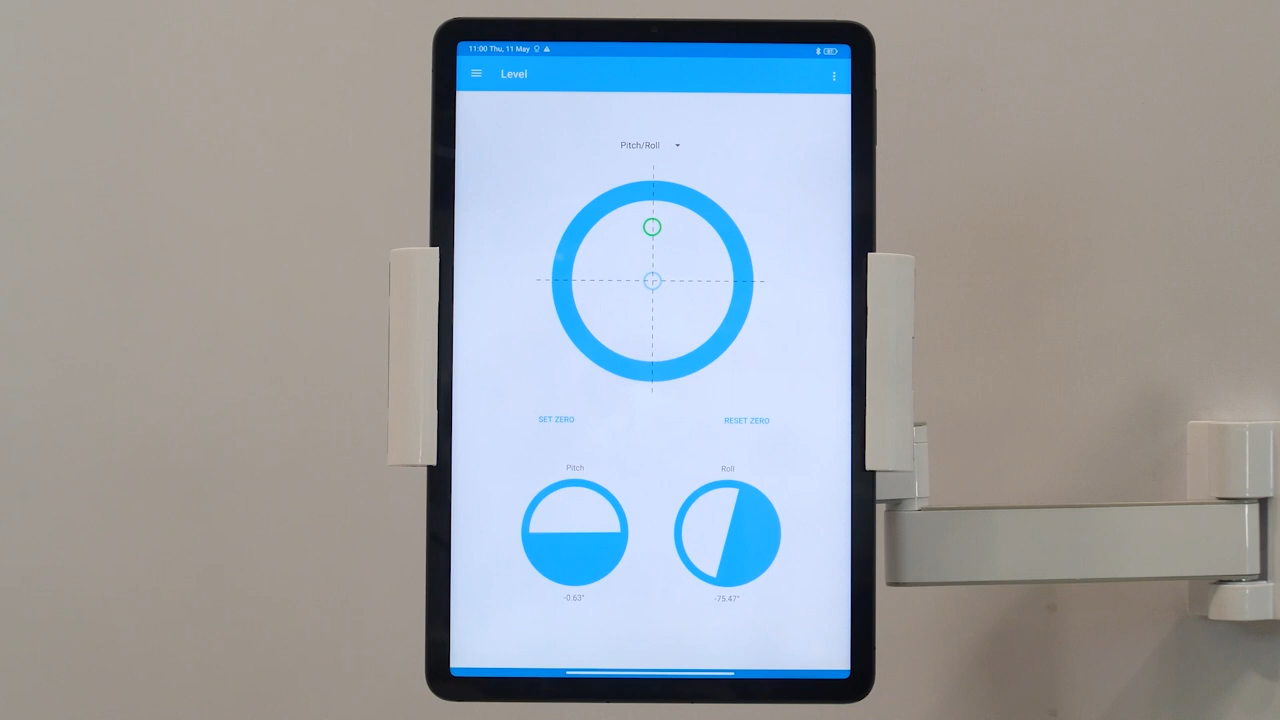 11:00 Thu, 11 May
Level
Pitch/Roll
SET ZERO RESET ZERO
Pitch Roll
-0.63° -75.47°